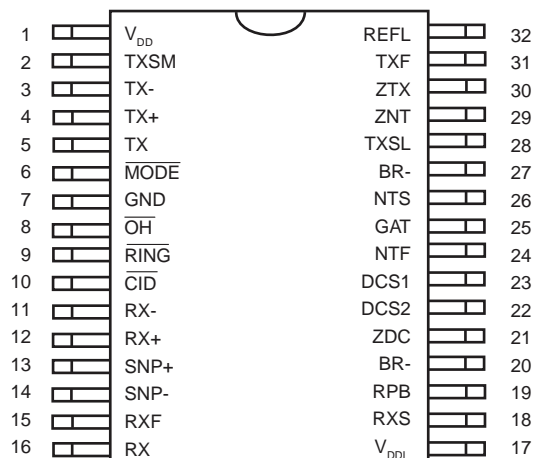 1 V_DD REFL 32
2 TXSM TXF 31
3 TX- ZTX 30
4 TX+ ZNT 29
5 TX TXSL 28
6 MODE BR- 27
7 GND NTS 26
8 OH GAT 25
9 RING NTF 24
10 CID DCS1 23
11 RX- DCS2 22
12 RX+ ZDC 21
13 SNP+ BR- 20
14 SNP- RPB 19
15 RXF RXS 18
16 RX V_DDL 17